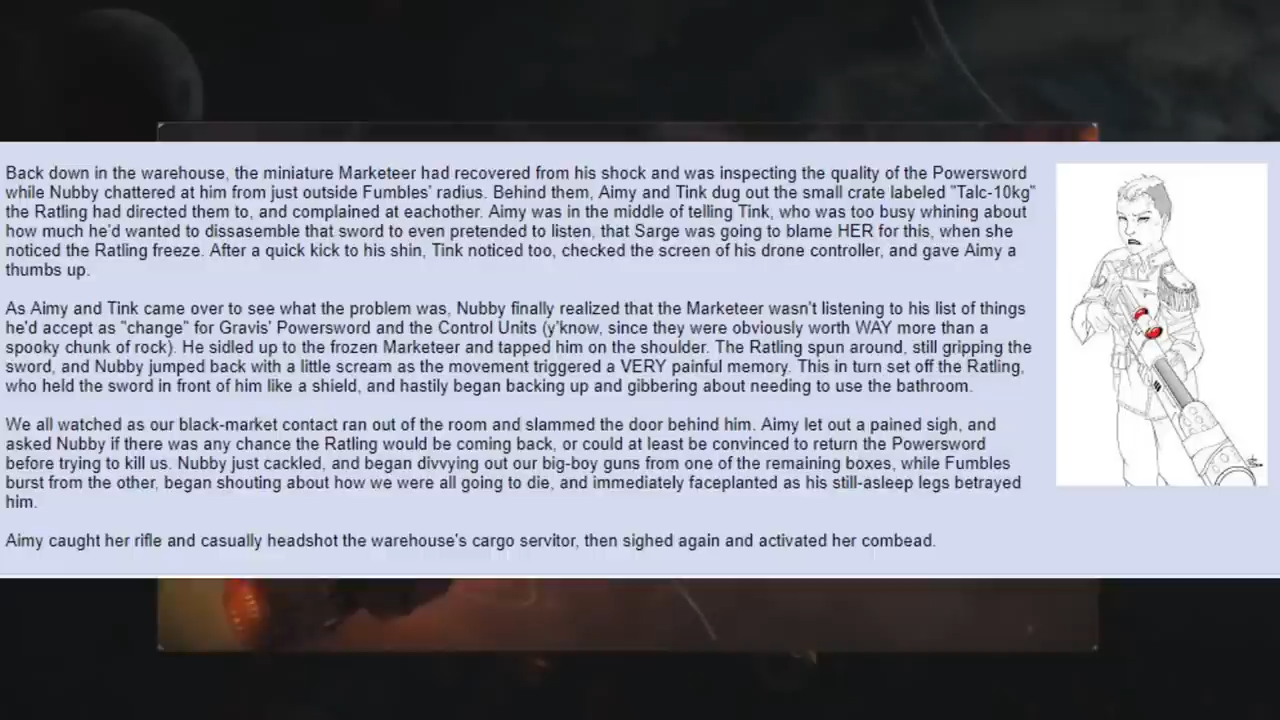 Back down in the warehouse, the miniature Marketeer had recovered from his shock and was inspecting the quality of the Powersword
while Nubby chattered at him from just outside Fumbles' radius. Behind them, Aimy and Tink dug out the small crate labeled "Talc-10kg"
the Ratling had directed them to, and complained at eachother. Aimy was in the middle of telling Tink, who was too busy whining about
how much he'd wanted to dissasemble that sword to even pretended to listen, that Sarge was going to blame HER for this, when she
noticed the Ratling freeze. After a quick kick to his shin, Tink noticed too, checked the screen of his drone controller, and gave Aimy a
thumbs up.
As Aimy and Tink came over to see what the problem was, Nubby finally realized that the Marketeer wasn't listening to his list of things
he'd accept as "change" for Gravis' Powersword and the Control Units (y'know, since they were obviously worth WAY more than a
spooky chunk of rock). He sidled up to the frozen Marketeer and tapped him on the shoulder. The Ratling spun around, still gripping the
sword, and Nubby jumped back with a little scream as the movement triggered a VERY painful memory. This in turn set off the Ratling,
who held the sword in front of him like a shield, and hastily began backing up and gibbering about needing to use the bathroom.
We all watched as our black-market contact ran out of the room and slammed the door behind him. Aimy let out a pained sigh, and
asked Nubby if there was any chance the Ratling would be coming back, or could at least be convinced to return the Powersword
before trying to kill us. Nubby just cackled, and began divvying out our big-boy guns from one of the remaining boxes, while Fumbles
burst from the other, began shouting about how we were all going to die, and immediately faceplanted as his still-asleep legs betrayed
him.
Aimy caught her rifle and casually headshot the warehouse's cargo servitor, then sighed again and activated her combead.